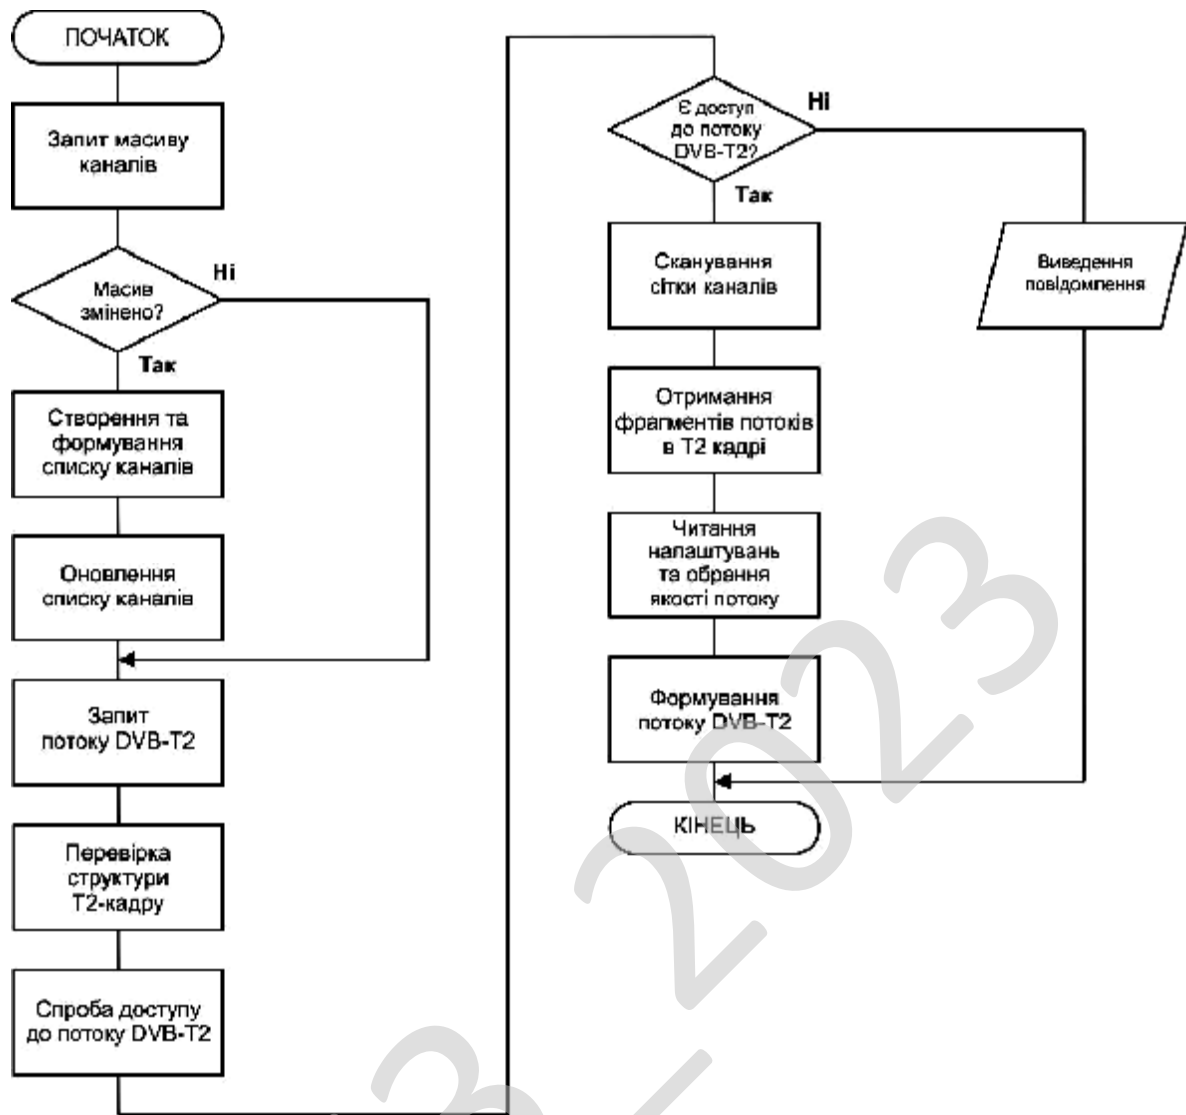 ПОЧАТОК
Запит масиву
каналів
Масив
змінено?
Ні
Так
Створення та
формування
списку каналів
Оновлення
списку каналів
Запит
потоку DVB-T2
Перевірка
структури
Т2-кадру
Спроба доступу
до потоку DVB-T2
Є доступ
до потоку
DVB-T2?
Ні
Так
Сканування
сітки каналів
Виведення
повідомлення
Отримання
фрагментів потоків
в Т2 кадрі
Читання
налаштувань
та обрання
якості потоку
Формування
потоку DVB-T2
КІНЕЦЬ
3_2023